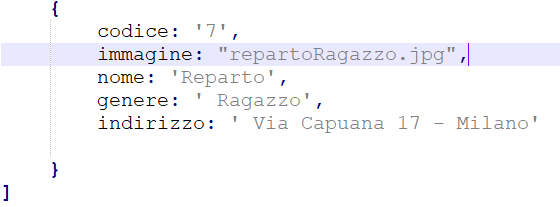 {
codice: '7',
immagine: "repartoRagazzo.jpg",
nome: 'Reparto',
genere: ' Ragazzo',
indirizzo: ' Via Capuana 17 - Milano'
}
]